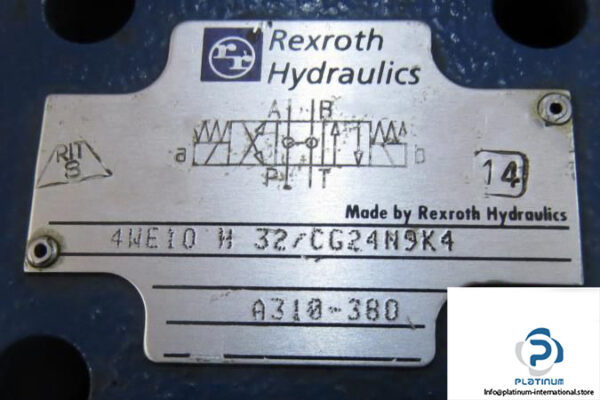 Rexroth
Hydraulics
A B
a b
P T
RIT
8
14
Made by Rexroth Hydraulics
4WE10 H 32/CG24N9K4
A310-380
PLATINUM
Info@platinum-international.store